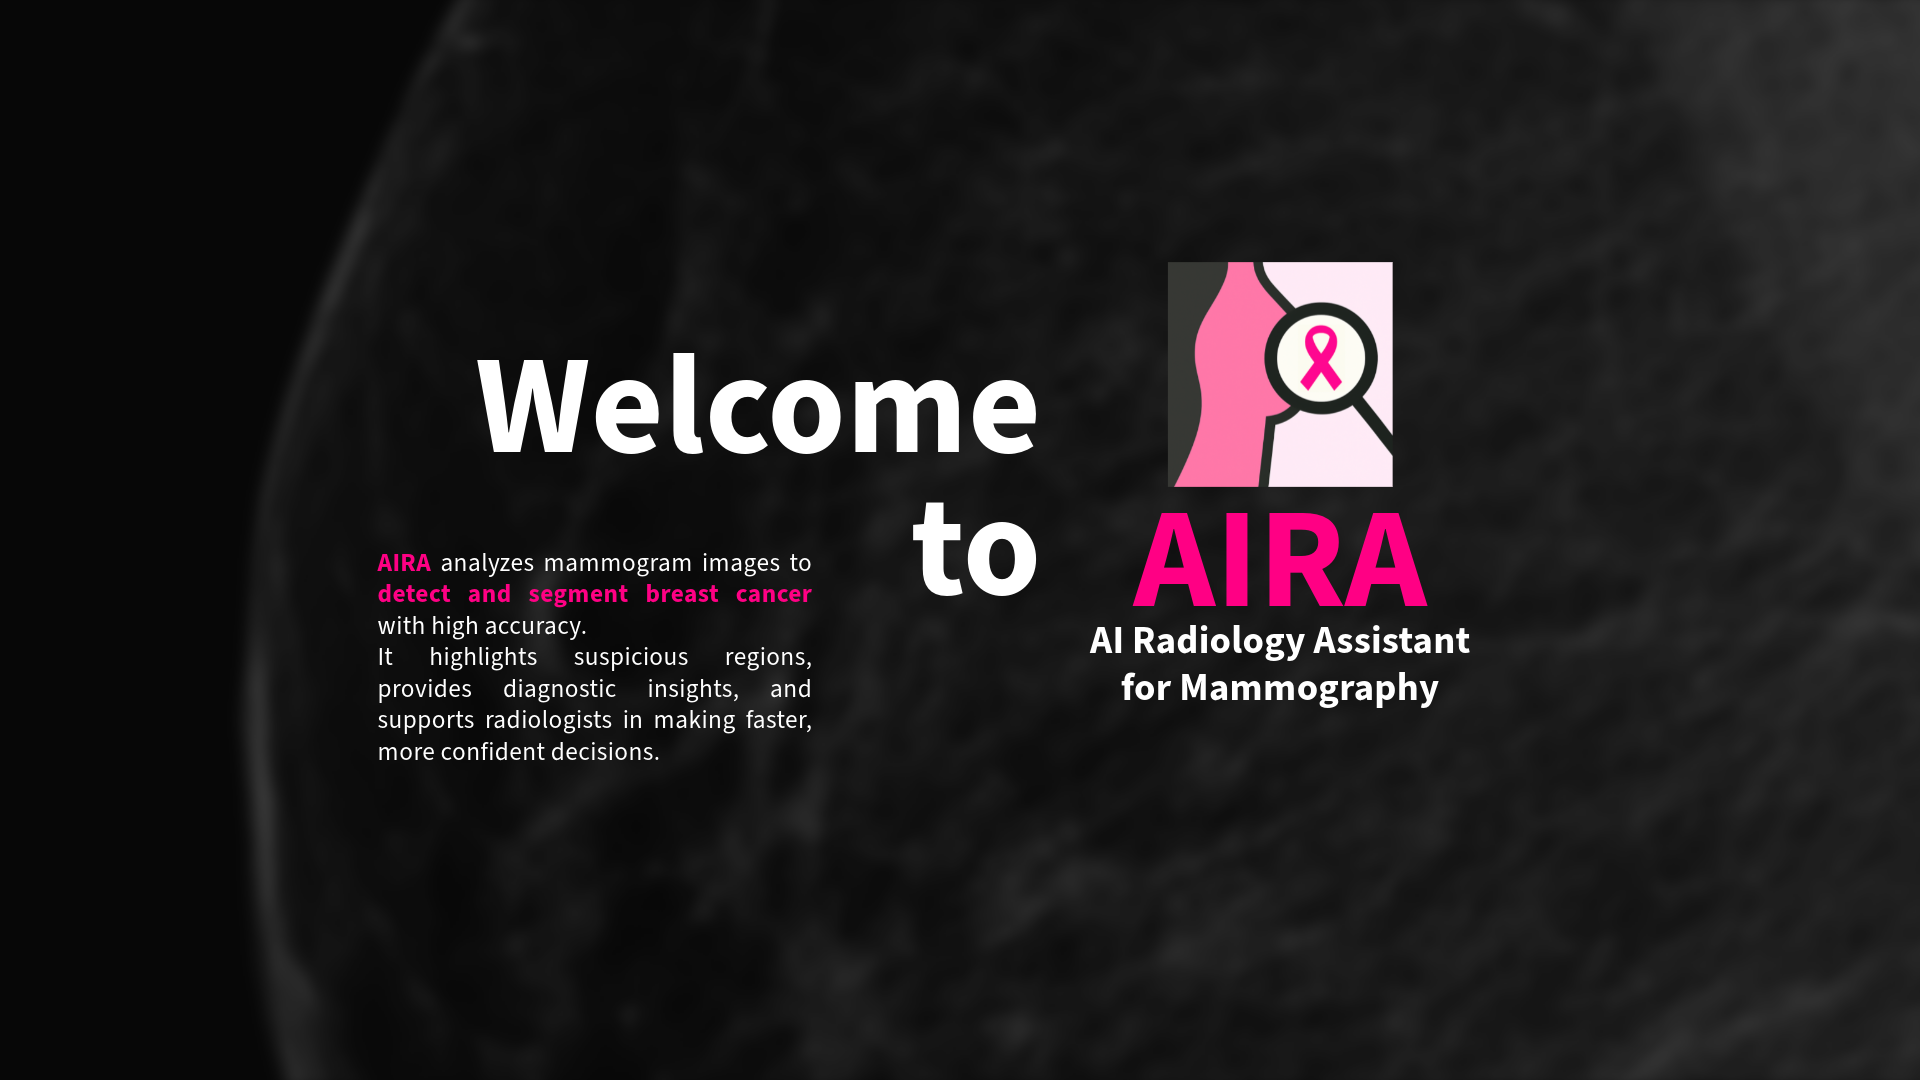 Welcome
to
AIRA
AI Radiology Assistant
for Mammography
AIRA analyzes mammogram images to
detect and segment breast cancer
with high accuracy.
It highlights suspicious regions,
provides diagnostic insights, and
supports radiologists in making faster,
more confident decisions.